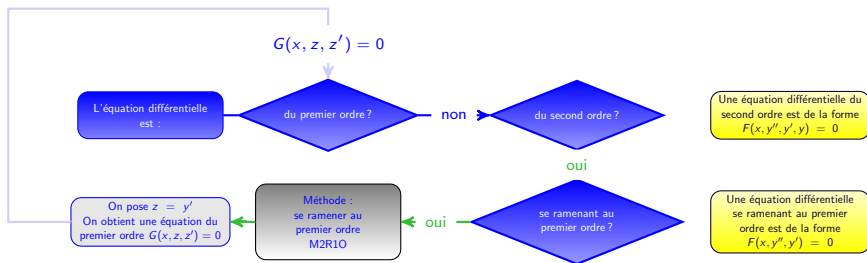 G(x, z, z′) = 0
L'équation différentielle
est :
du premier ordre ?
non
du second ordre ?
Une équation différentielle du
second ordre est de la forme
F(x, y′′, y′, y) = 0
oui
On pose z = y′
On obtient une équation du
premier ordre G(x, z, z′) = 0
Méthode :
se ramener au
premier ordre
M2R1O
oui
se ramenant au
premier ordre ?
Une équation différentielle
se ramenant au premier
ordre est de la forme
F(x, y′′, y′) = 0